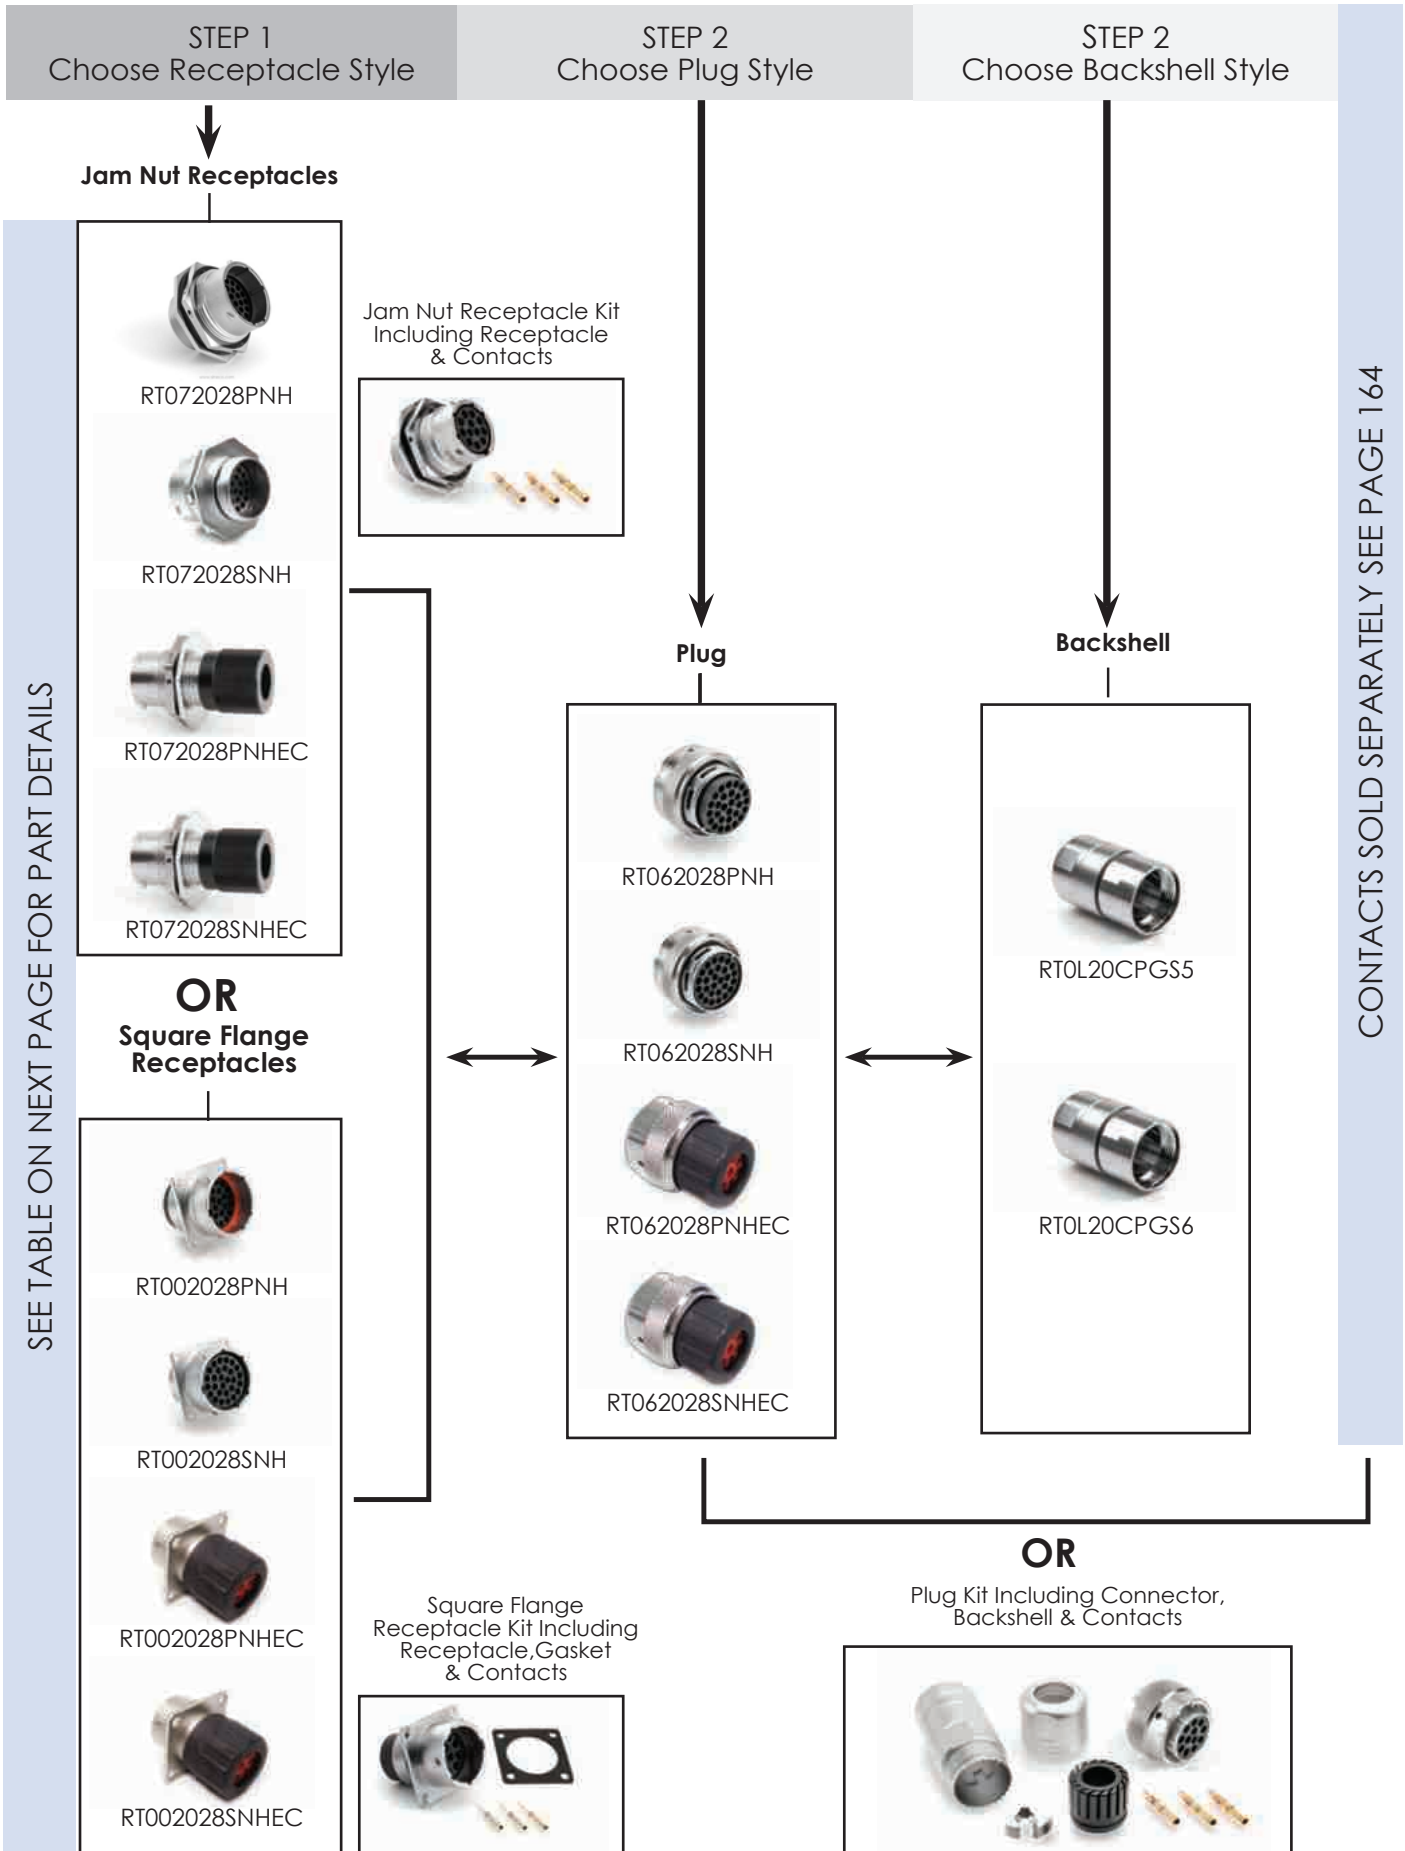 STEP 1
Choose Receptacle Style
STEP 2
Choose Plug Style
STEP 2
Choose Backshell Style
Jam Nut Receptacles
RT072028PNH
RT072028SNH
RT072028PNHEC
RT072028SNHEC
Jam Nut Receptacle Kit
Including Receptacle
& Contacts
OR
Square Flange
Receptacles
RT002028PNH
RT002028SNH
RT002028PNHEC
RT002028SNHEC
Square Flange
Receptacle Kit Including
Receptacle,Gasket
& Contacts
Plug
RT062028PNH
RT062028SNH
RT062028PNHEC
RT062028SNHEC
Backshell
RT0L20CPGS5
RT0L20CPGS6
OR
Plug Kit Including Connector,
Backshell & Contacts
SEE TABLE ON NEXT PAGE FOR PART DETAILS
CONTACTS SOLD SEPARATELY SEE PAGE 164